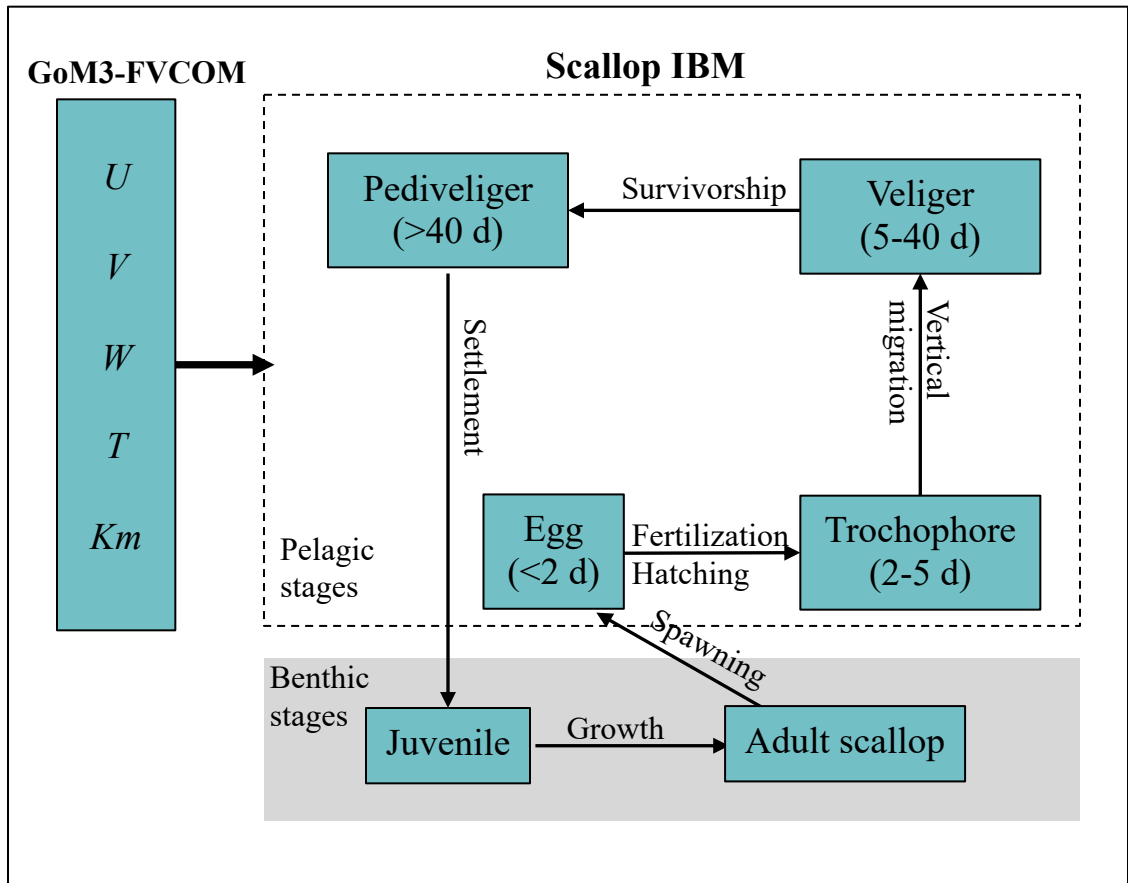 GoM3-FVCOM
U
V
W
T
Km
Scallop IBM
Pediveliger
(>40 d)
Survivorship
Veliger
(5-40 d)
Settlement
Vertical
migration
Egg
(<2 d)
Fertilization
Hatching
Trochophore
(2-5 d)
Pelagic
stages
Spawning
Benthic
stages
Juvenile
Growth
Adult scallop